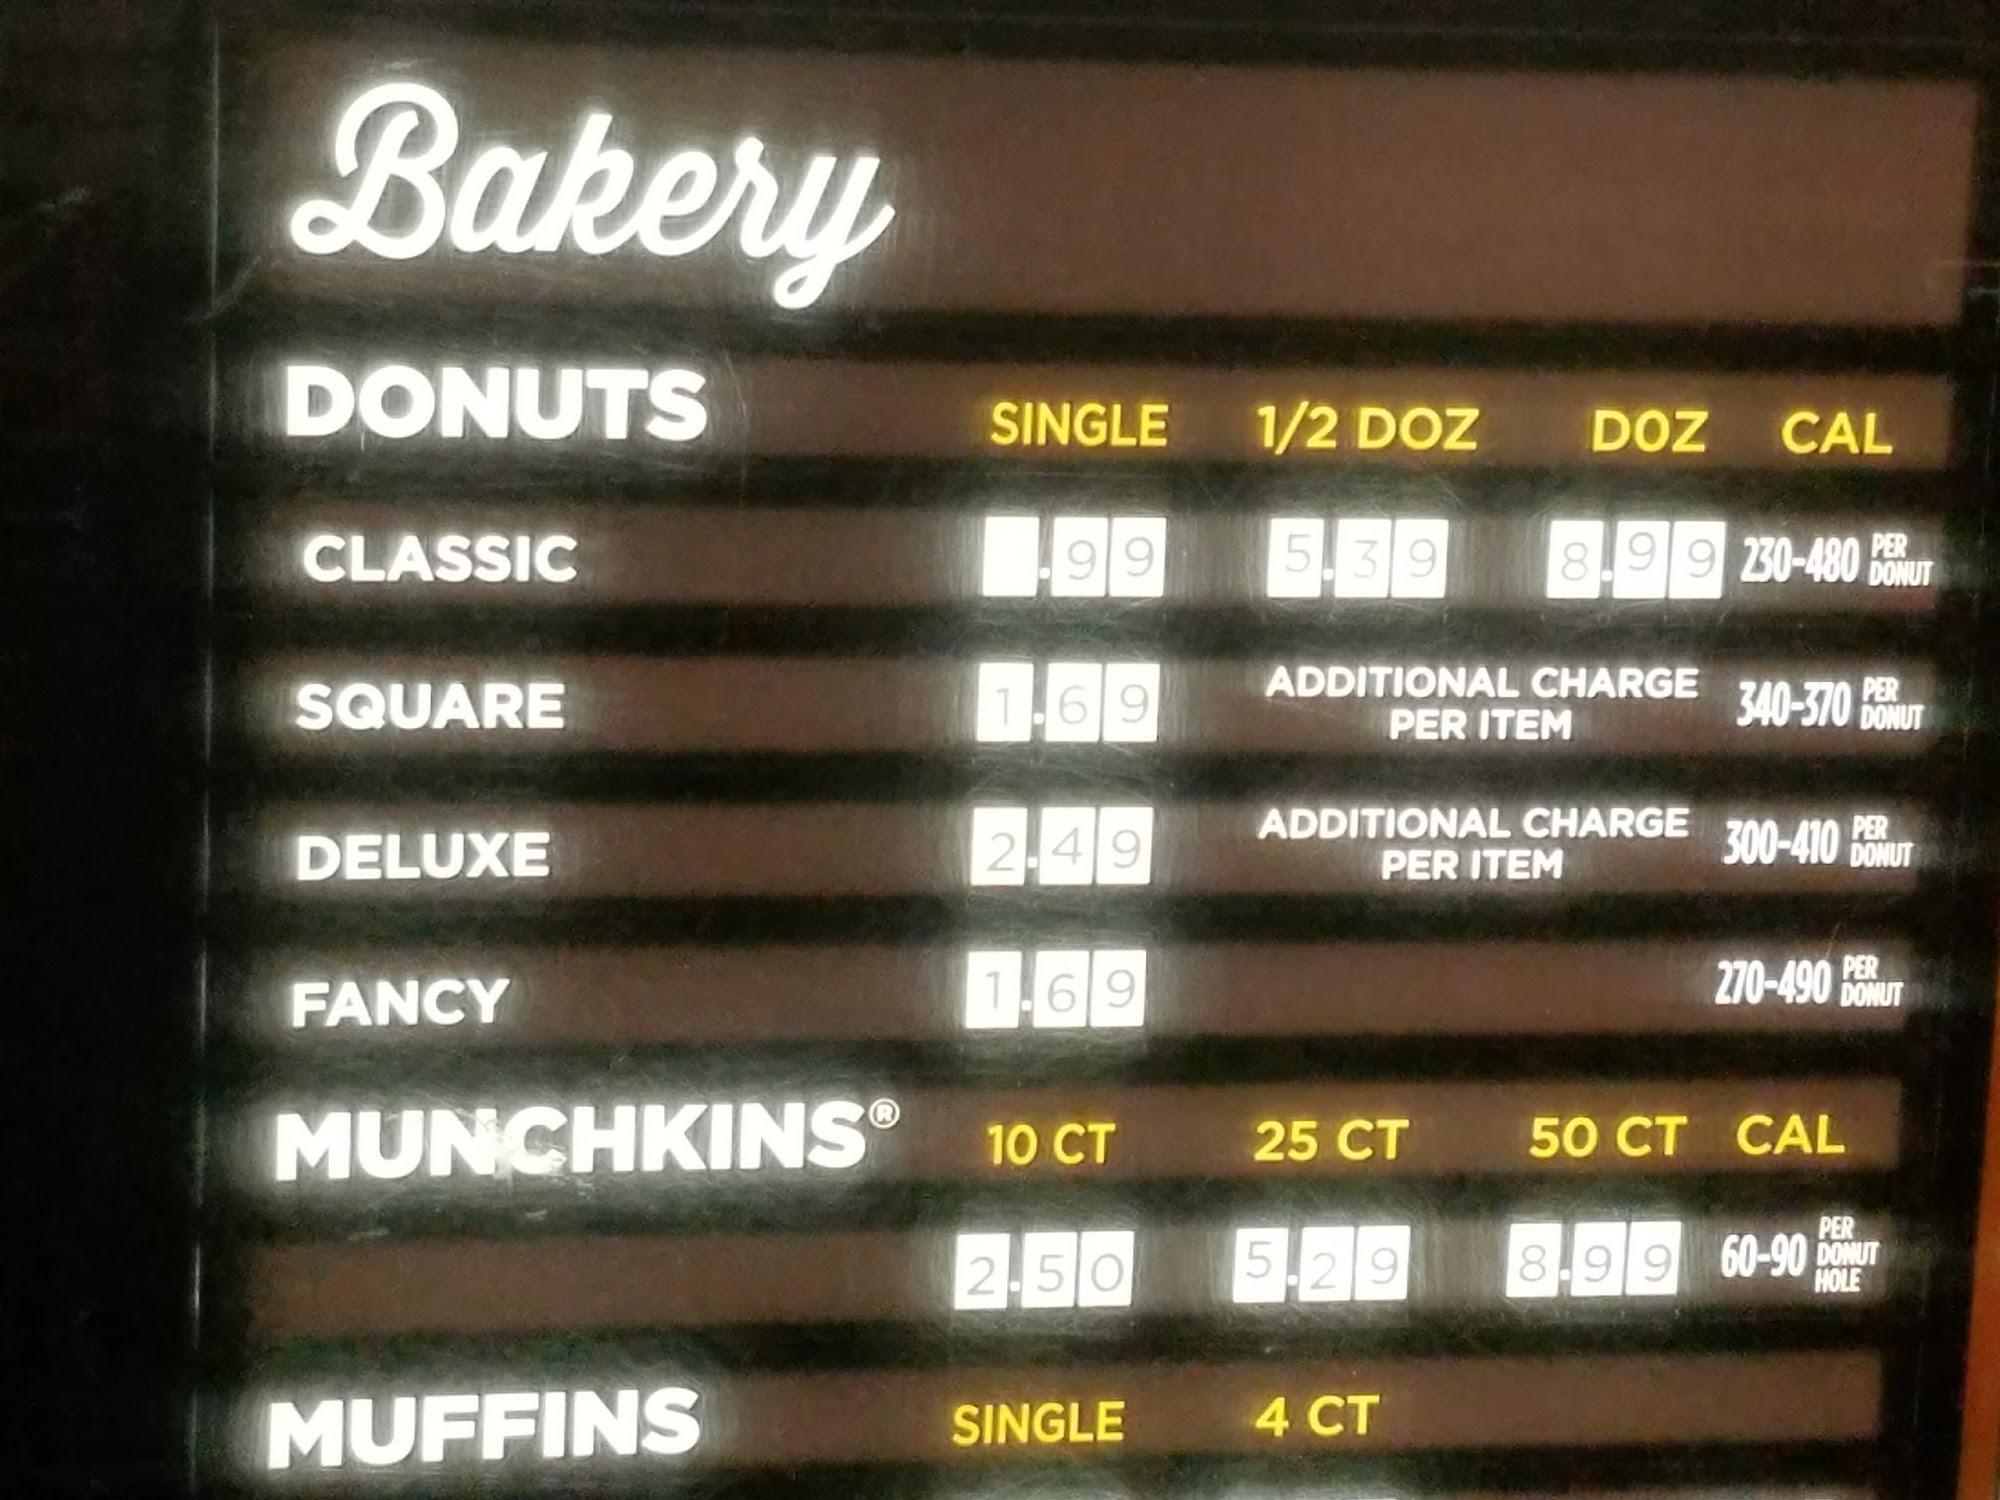 Bakery
DONUTS SINGLE 1/2 DOZ DOZ CAL
CLASSIC .99 5.39 8.99 230-480 PER DONUT
SQUARE 1.69 ADDITIONAL CHARGE PER ITEM 340-370 PER DONUT
DELUXE 2.49 ADDITIONAL CHARGE PER ITEM 300-410 PER DONUT
FANCY 1.69 270-490 PER DONUT
MUNCHKINS® 10 CT 25 CT 50 CT CAL
2.50 5.29 8.99 60-90 PER DONUT HOLE
MUFFINS SINGLE 4 CT